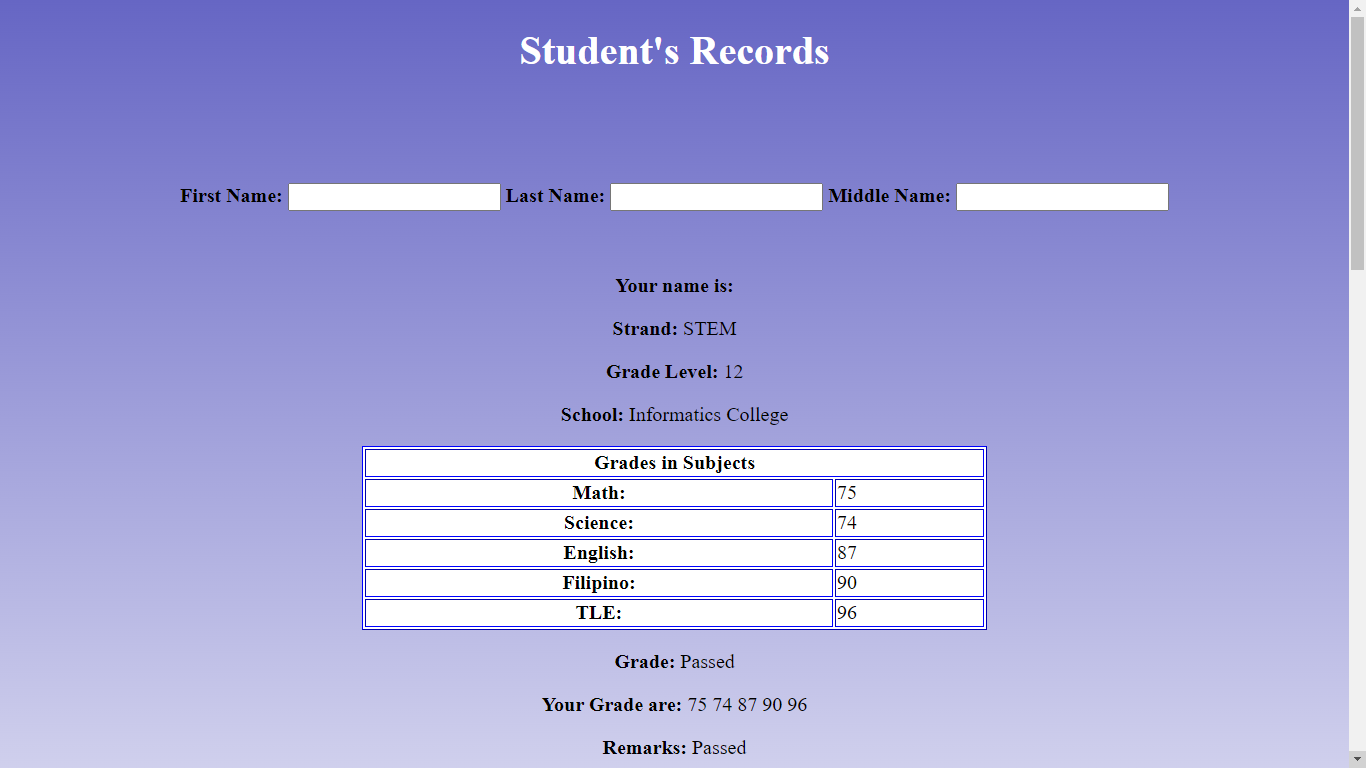 Student's Records
First Name: Last Name: Middle Name:
Your name is:
Strand: STEM
Grade Level: 12
School: Informatics College
Grades in Subjects
Math: 75
Science: 74
English: 87
Filipino: 90
TLE: 96
Grade: Passed
Your Grade are: 75 74 87 90 96
Remarks: Passed